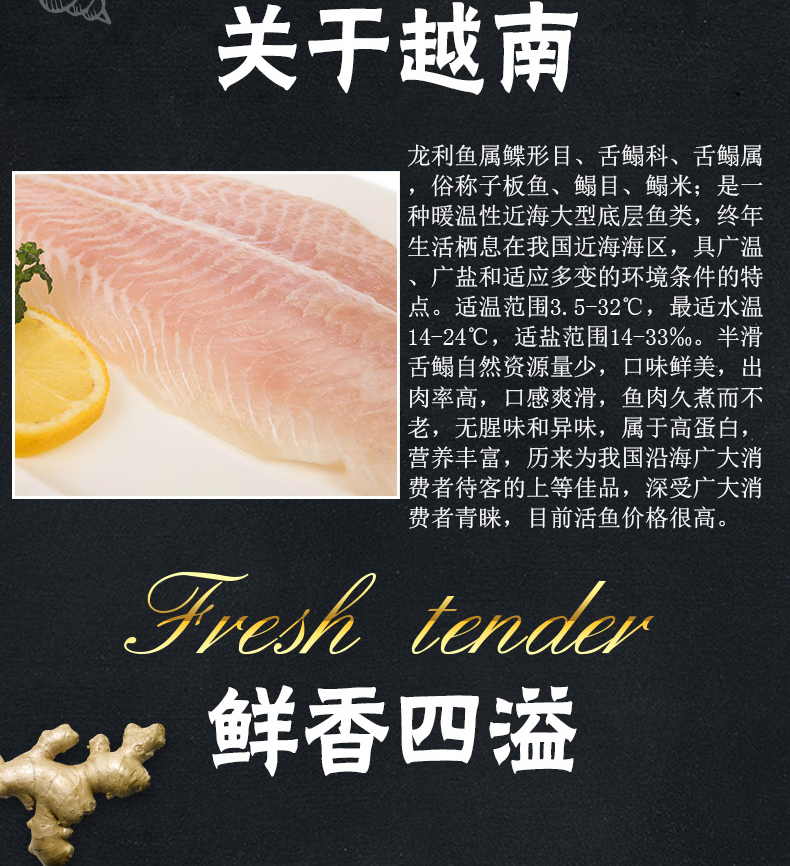 关于越南
龙利鱼属鲽形目、舌鳎科、舌鳎属
，俗称孑板鱼、鳎目、鳎米；是一
种暖温性近海大型底层鱼类，终年
生活栖息在我国近海海区，具广温
、广盐和适应多变的环境条件的特
点。适温范围3.5-32℃，最适水温
14-24℃，适盐范围14-33‰。半滑
舌鳎自然资源量少，口味鲜美，出
肉率高，口感爽滑，鱼肉久煮而不
老，无腥味和异味，属于高蛋白，
营养丰富，历来为我国沿海广大消
费者待客的上等佳品，深受广大消
费者青睐，目前活鱼价格很高。
Fresh tender
鲜香四溢